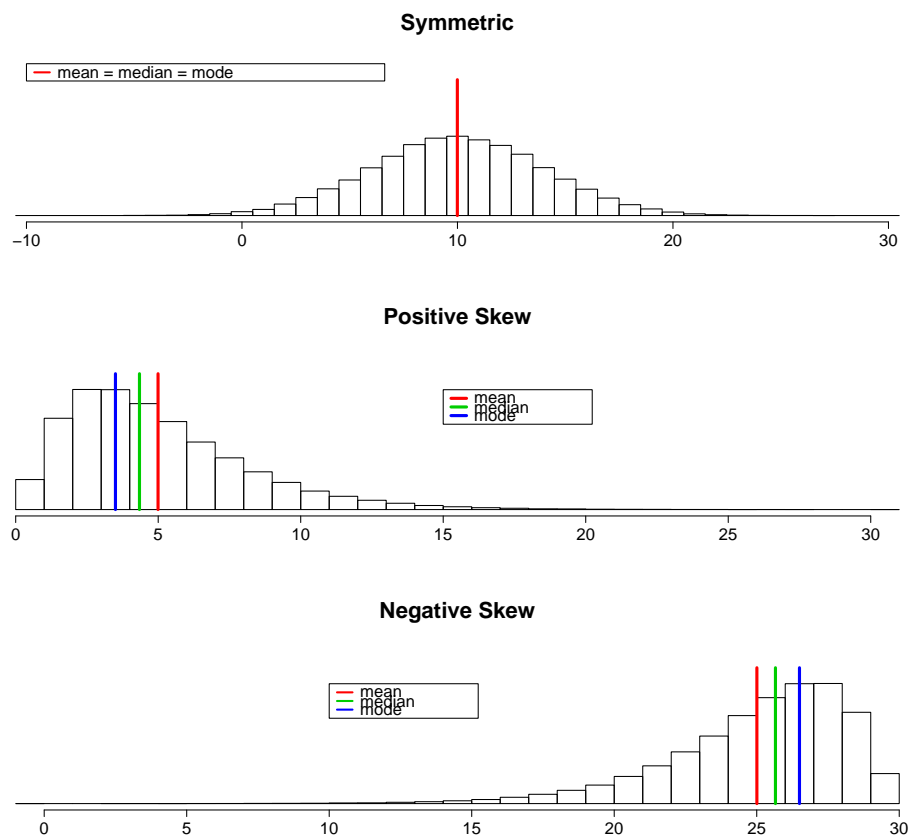 Symmetric
mean = median = mode
−10 0 10 20 30
Positive Skew
mean
median
mode
0 5 10 15 20 25 30
Negative Skew
mean
median
mode
0 5 10 15 20 25 30